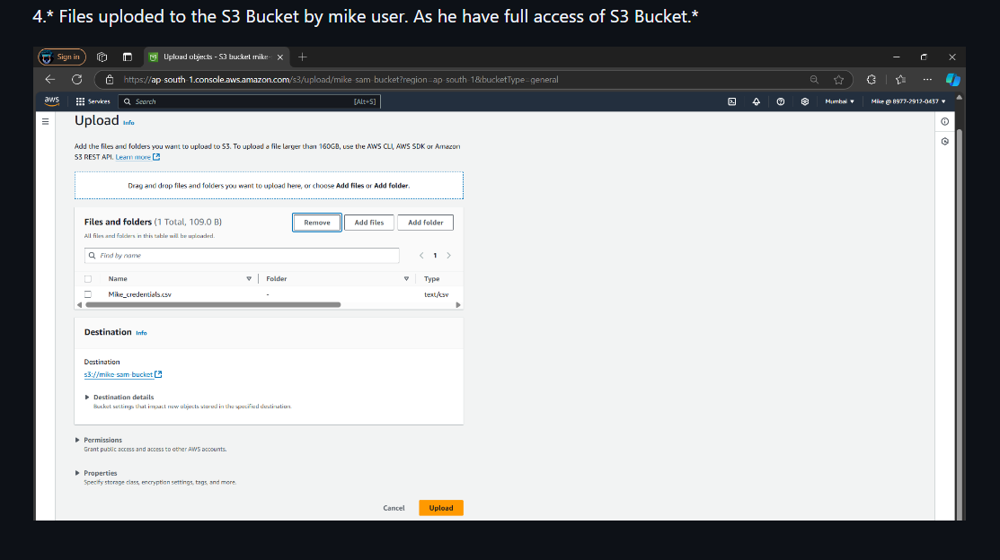 4.* Files uploded to the S3 Bucket by mike user. As he have full access of S3 Bucket.*
Sign in
Upload objects - S3 bucket mike-
https://ap-south-1.console.aws.amazon.com/s3/upload/mike-sam-bucket?region=ap-south-1&bucketType=general
aws Services Search [Alt+S] Mumbai Mike @ 8977-2912-0437
Upload Info
Add the files and folders you want to upload to S3. To upload a file larger than 160GB, use the AWS CLI, AWS SDK or Amazon
S3 REST API. Learn more
Drag and drop files and folders you want to upload here, or choose Add files or Add folder.
Files and folders (1 Total, 109.0 B) Remove Add files Add folder
All files and folders in this table will be uploaded.
Find by name 1
Name Folder Type
Mike_credentials.csv - text/csv
Destination Info
Destination
s3://mike-sam-bucket
Destination details
Bucket settings that impact new objects stored in the specified destination.
Permissions
Grant public access and access to other AWS accounts.
Properties
Specify storage class, encryption settings, tags, and more.
Cancel Upload